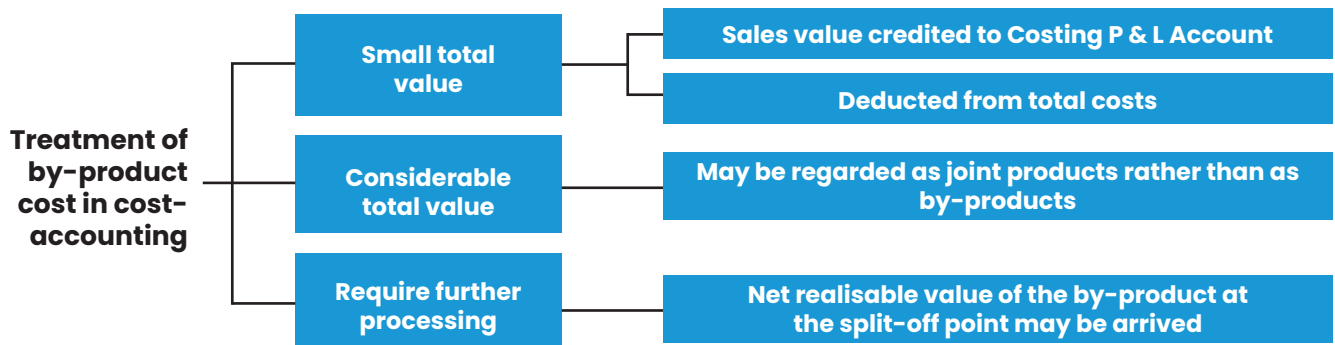 Treatment of
by-product
cost in cost-
accounting
Small total
value
Sales value credited to Costing P & L Account
Deducted from total costs
Considerable
total value
May be regarded as joint products rather than as
by-products
Require further
processing
Net realisable value of the by-product at
the split-off point may be arrived